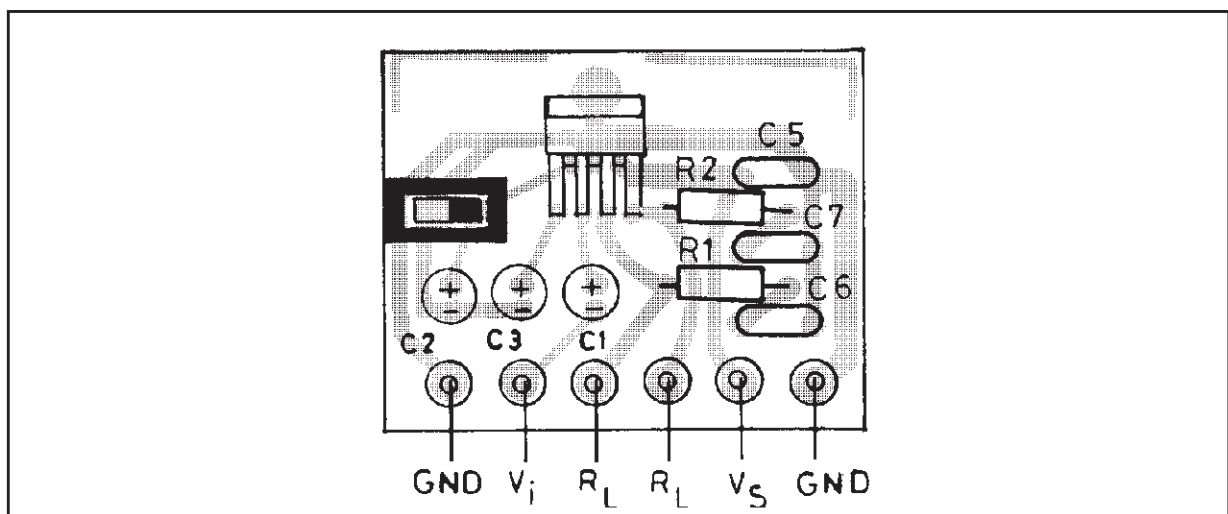 C5
R2
C7
R1
C6
+ + +
- - -
C2 C3 C1
GND Vi RL RL VS GND